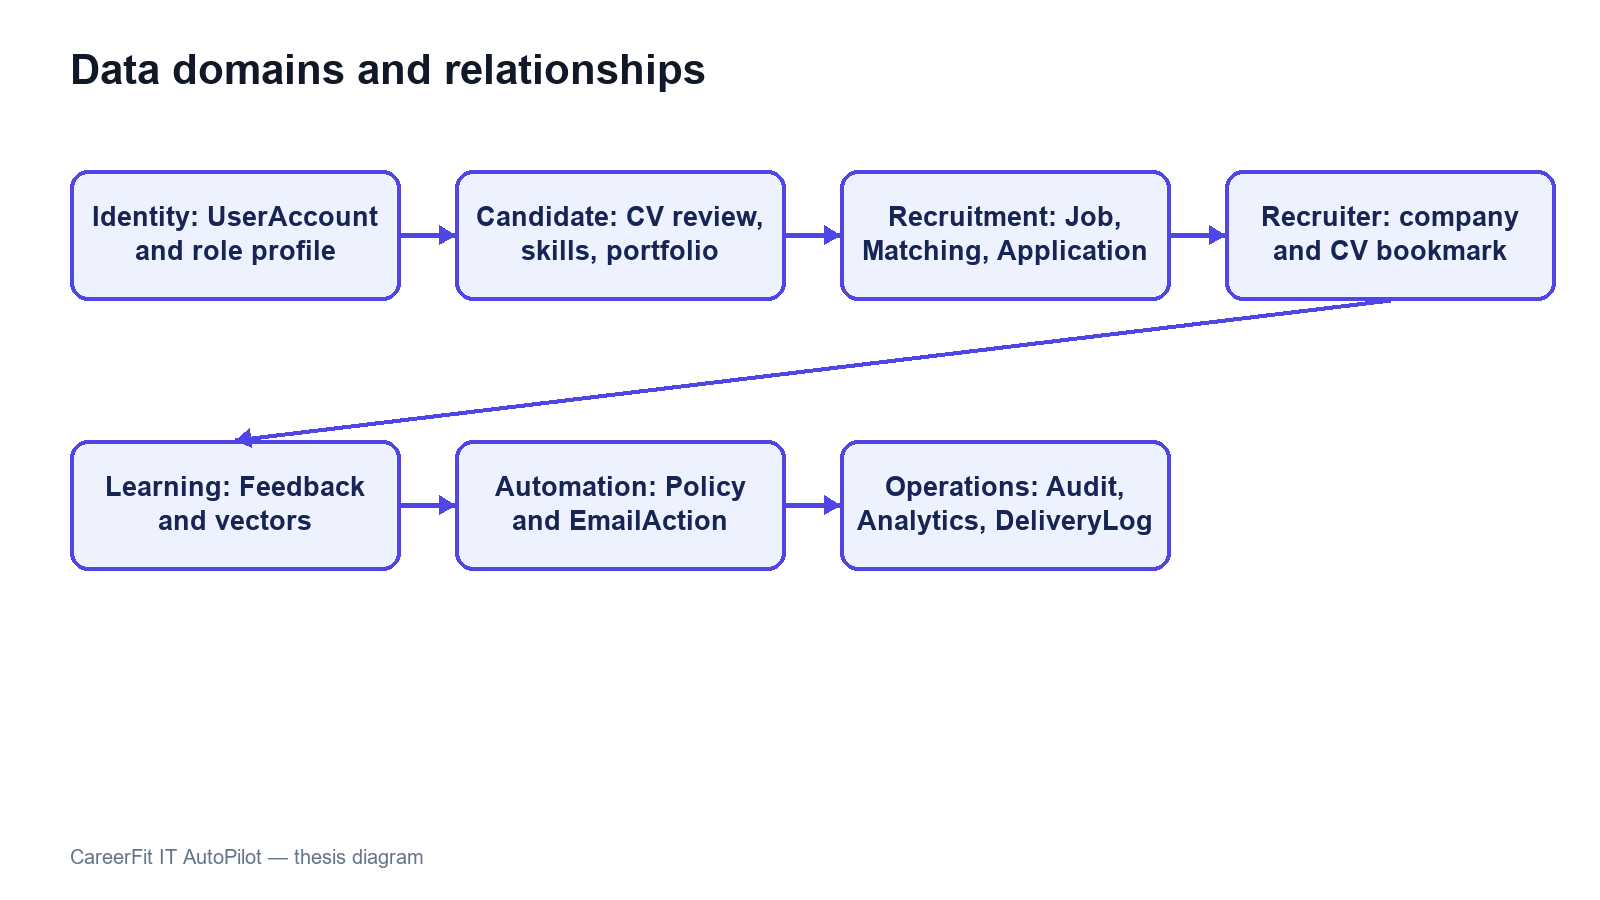 Data domains and relationships
Identity: UserAccount
and role profile
Candidate: CV review,
skills, portfolio
Recruitment: Job,
Matching, Application
Recruiter: company
and CV bookmark
Learning: Feedback
and vectors
Automation: Policy
and EmailAction
Operations: Audit,
Analytics, DeliveryLog
CareerFit IT AutoPilot — thesis diagram